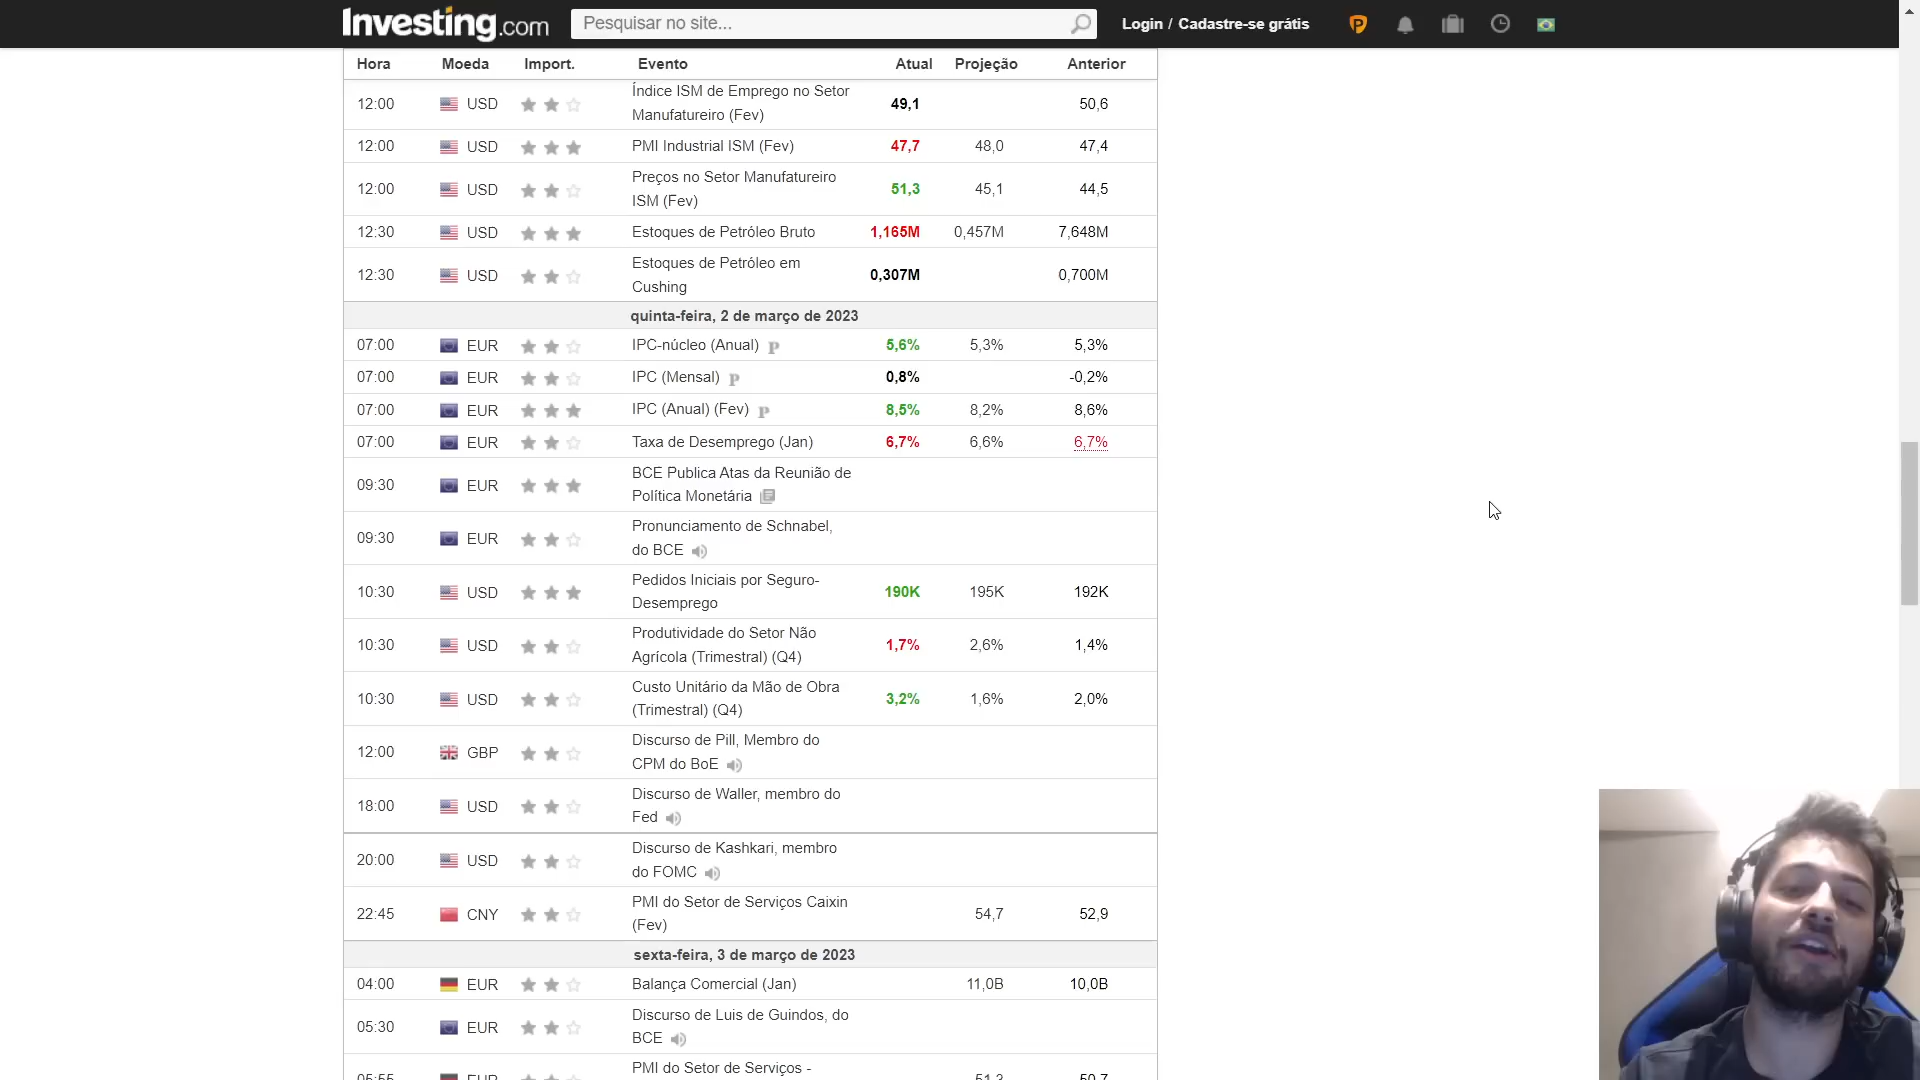 Investing.com Pesquisar no site... Login / Cadastre-se grátis
Hora Moeda Import. Evento Atual Projeção Anterior
12:00 USD Índice ISM de Emprego no Setor Manufatureiro (Fev) 49,1 50,6
12:00 USD PMI Industrial ISM (Fev) 47,7 48,0 47,4
12:00 USD Preços no Setor Manufatureiro ISM (Fev) 51,3 45,1 44,5
12:30 USD Estoques de Petróleo Bruto 1,165M 0,457M 7,648M
12:30 USD Estoques de Petróleo em Cushing 0,307M 0,700M
quinta-feira, 2 de março de 2023
07:00 EUR IPC-núcleo (Anual) P 5,6% 5,3% 5,3%
07:00 EUR IPC (Mensal) P 0,8% -0,2%
07:00 EUR IPC (Anual) (Fev) P 8,5% 8,2% 8,6%
07:00 EUR Taxa de Desemprego (Jan) 6,7% 6,6% 6,7%
09:30 EUR BCE Publica Atas da Reunião de Política Monetária
09:30 EUR Pronunciamento de Schnabel, do BCE
10:30 USD Pedidos Iniciais por Seguro-Desemprego 190K 195K 192K
10:30 USD Produtividade do Setor Não Agrícola (Trimestral) (Q4) 1,7% 2,6% 1,4%
10:30 USD Custo Unitário da Mão de Obra (Trimestral) (Q4) 3,2% 1,6% 2,0%
12:00 GBP Discurso de Pill, Membro do CPM do BoE
18:00 USD Discurso de Waller, membro do Fed
20:00 USD Discurso de Kashkari, membro do FOMC
22:45 CNY PMI do Setor de Serviços Caixin (Fev) 54,7 52,9
sexta-feira, 3 de março de 2023
04:00 EUR Balança Comercial (Jan) 11,0B 10,0B
05:30 EUR Discurso de Luis de Guindos, do BCE
05:55 EUR PMI do Setor de Serviços - 51,3 50,7